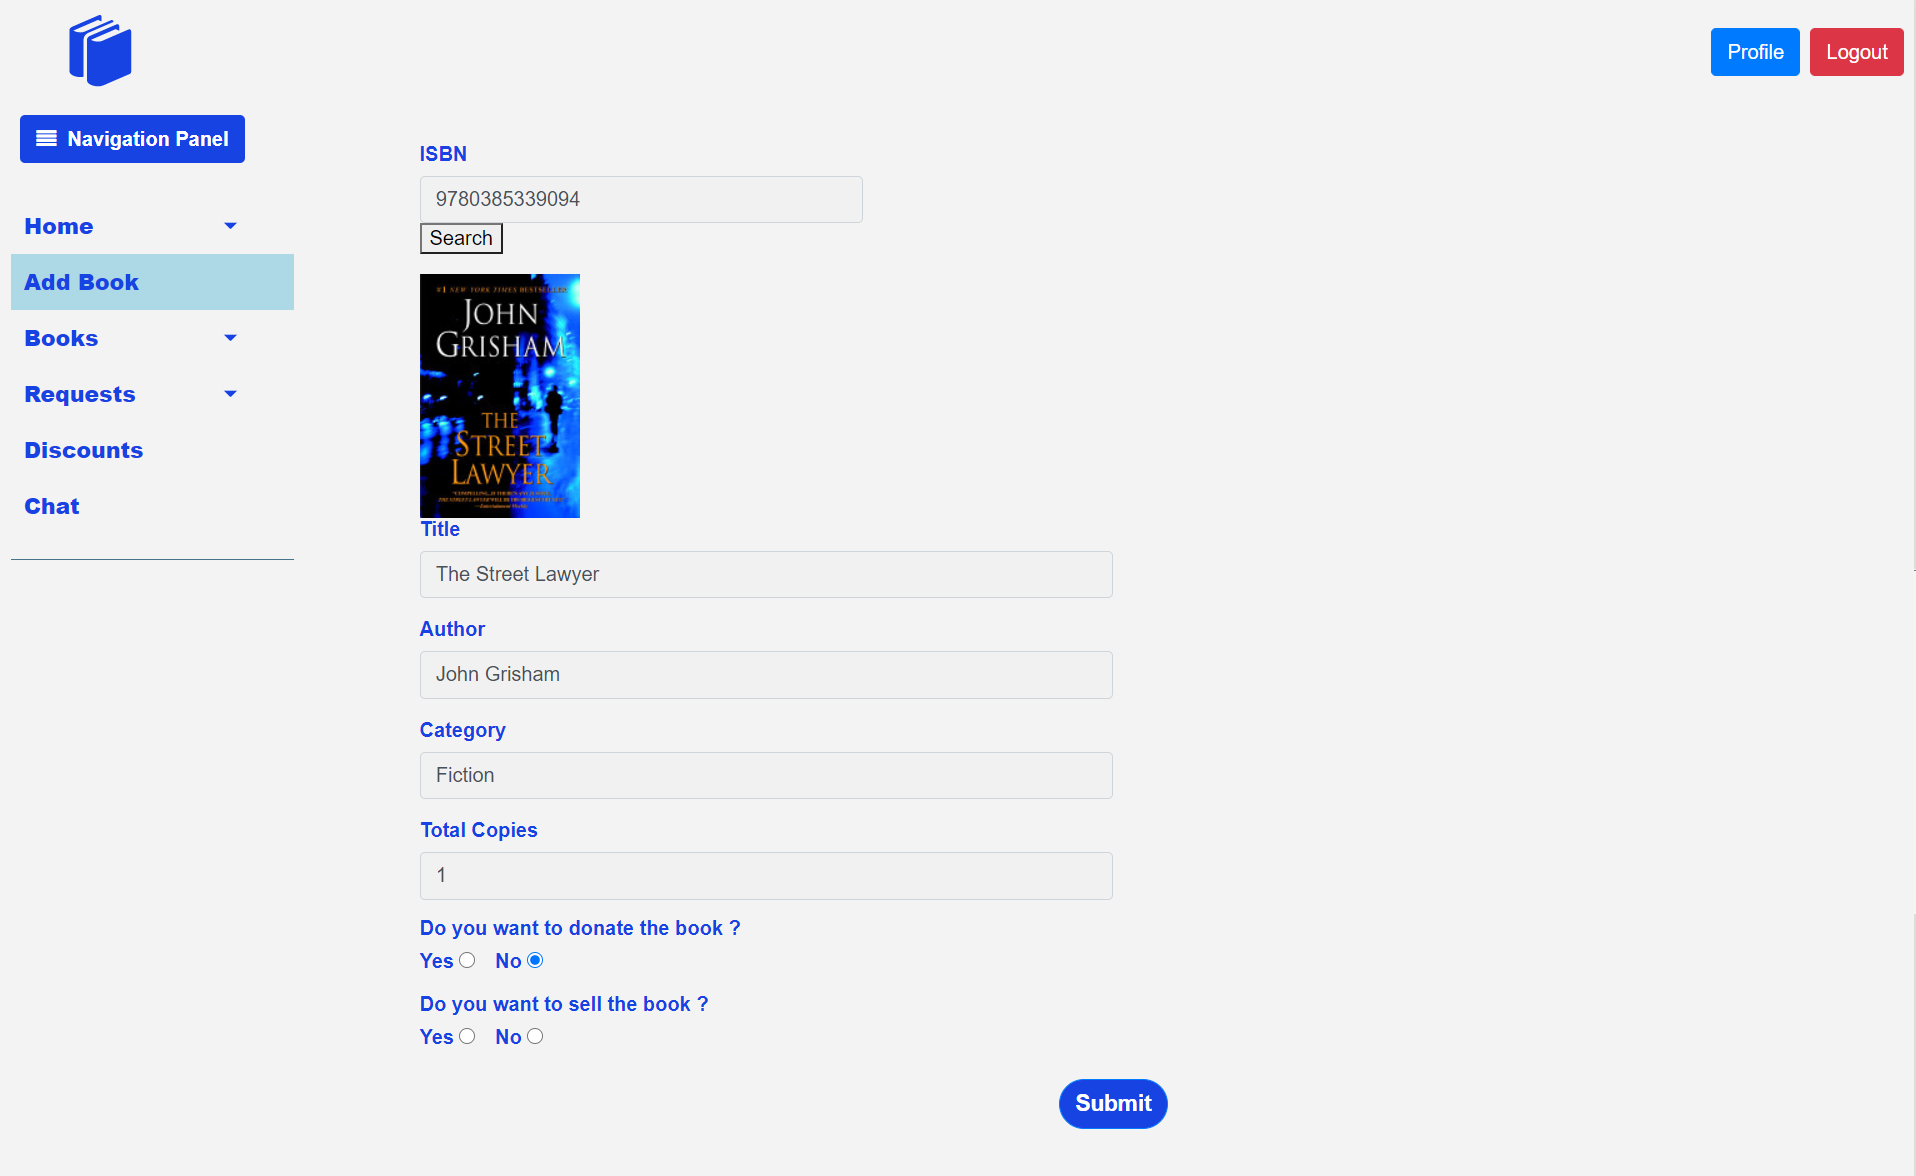 Profile
Logout
Navigation Panel
Home
Add Book
Books
Requests
Discounts
Chat
ISBN
9780385339094
Search
#1 NEW YORK TIMES BESTSELLER
JOHN
GRISHAM
THE
STREET
LAWYER
—Entertainment Weekly
Title
The Street Lawyer
Author
John Grisham
Category
Fiction
Total Copies
1
Do you want to donate the book ?
Yes No
Do you want to sell the book ?
Yes No
Submit